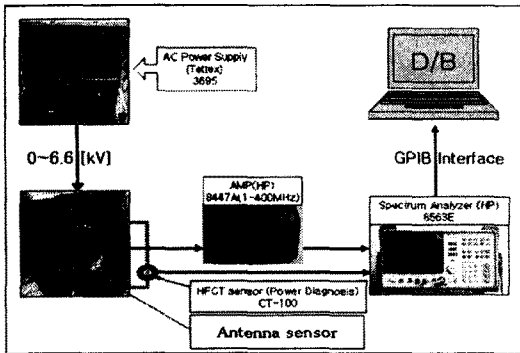 AC Power Supply
(Tettex)
3695
D/B
0~6.6 [kV]
GPIB Interface
AMP(HP)
8447A(1-400MHz)
Spectrum Analyzer (HP)
8563E
HFCT sensor (Power Diagnosis)
CT-100
Antenna sensor